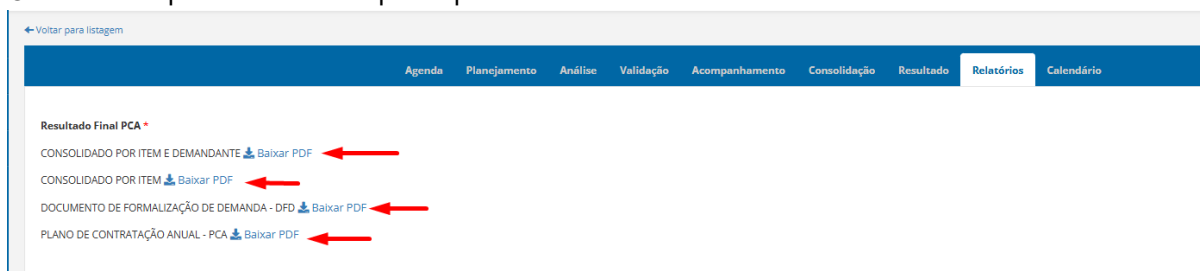 Voltar para listagem
Agenda Planejamento Análise Validação Acompanhamento Consolidação Resultado Relatórios Calendário
Resultado Final PCA *
CONSOLIDADO POR ITEM E DEMANDANTE Baixar PDF
CONSOLIDADO POR ITEM Baixar PDF
DOCUMENTO DE FORMALIZAÇÃO DE DEMANDA - DFD Baixar PDF
PLANO DE CONTRATAÇÃO ANUAL - PCA Baixar PDF